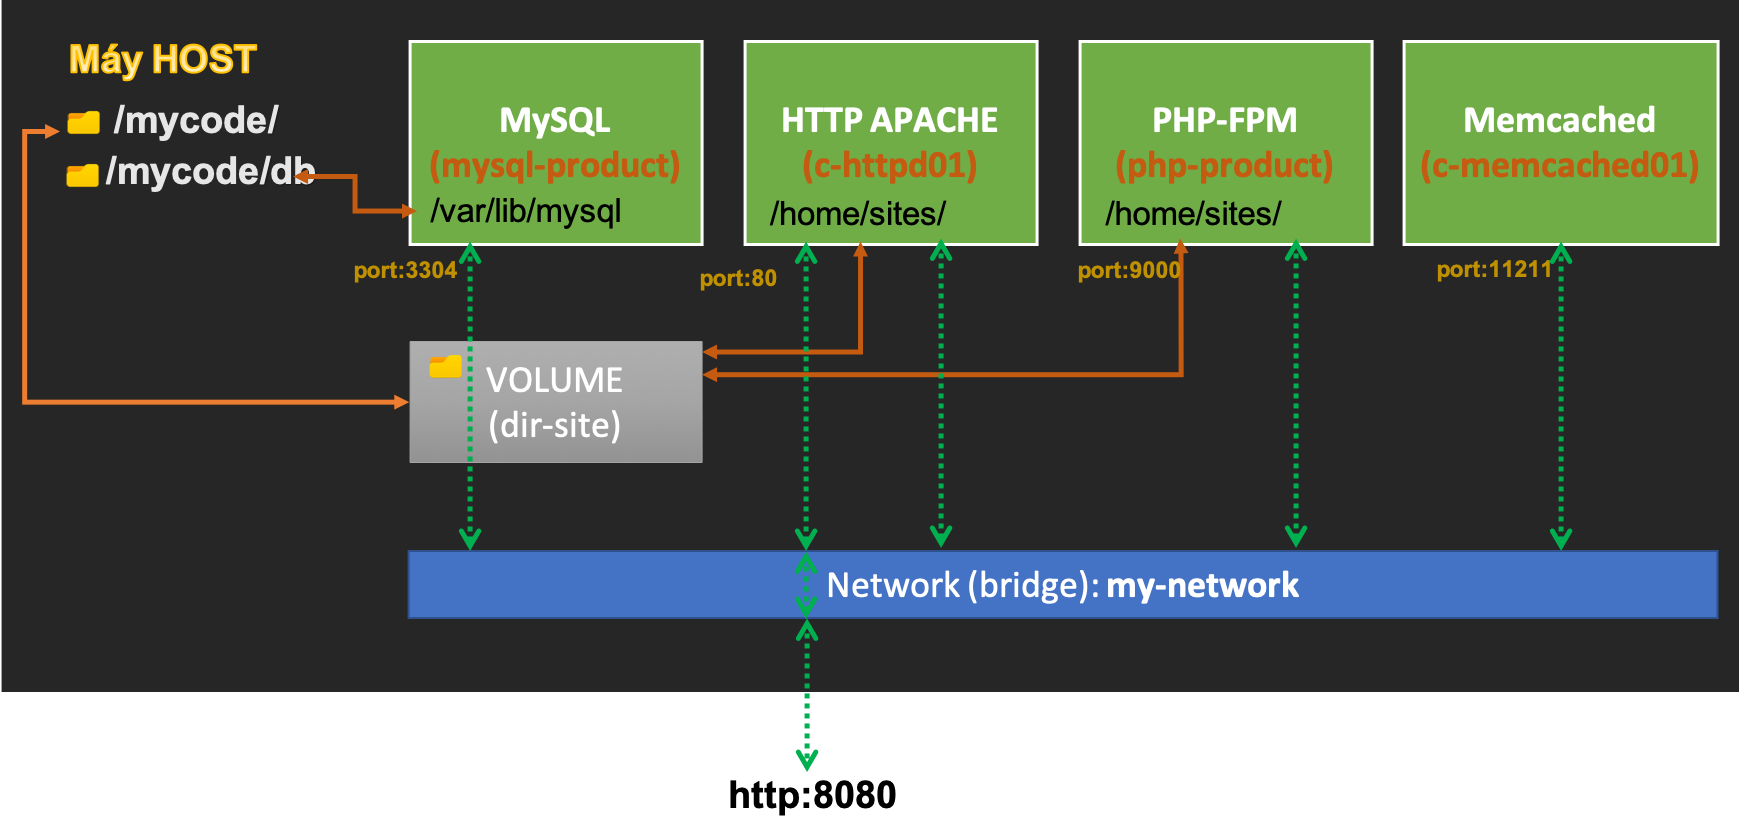 Máy HOST
/mycode/
/mycode/db
MySQL
(mysql-product)
/var/lib/mysql
port:3304
HTTP APACHE
(c-httpd01)
/home/sites/
port:80
PHP-FPM
(php-product)
/home/sites/
port:9000
Memcached
(c-memcached01)
port:11211
VOLUME
(dir-site)
Network (bridge): my-network
http:8080